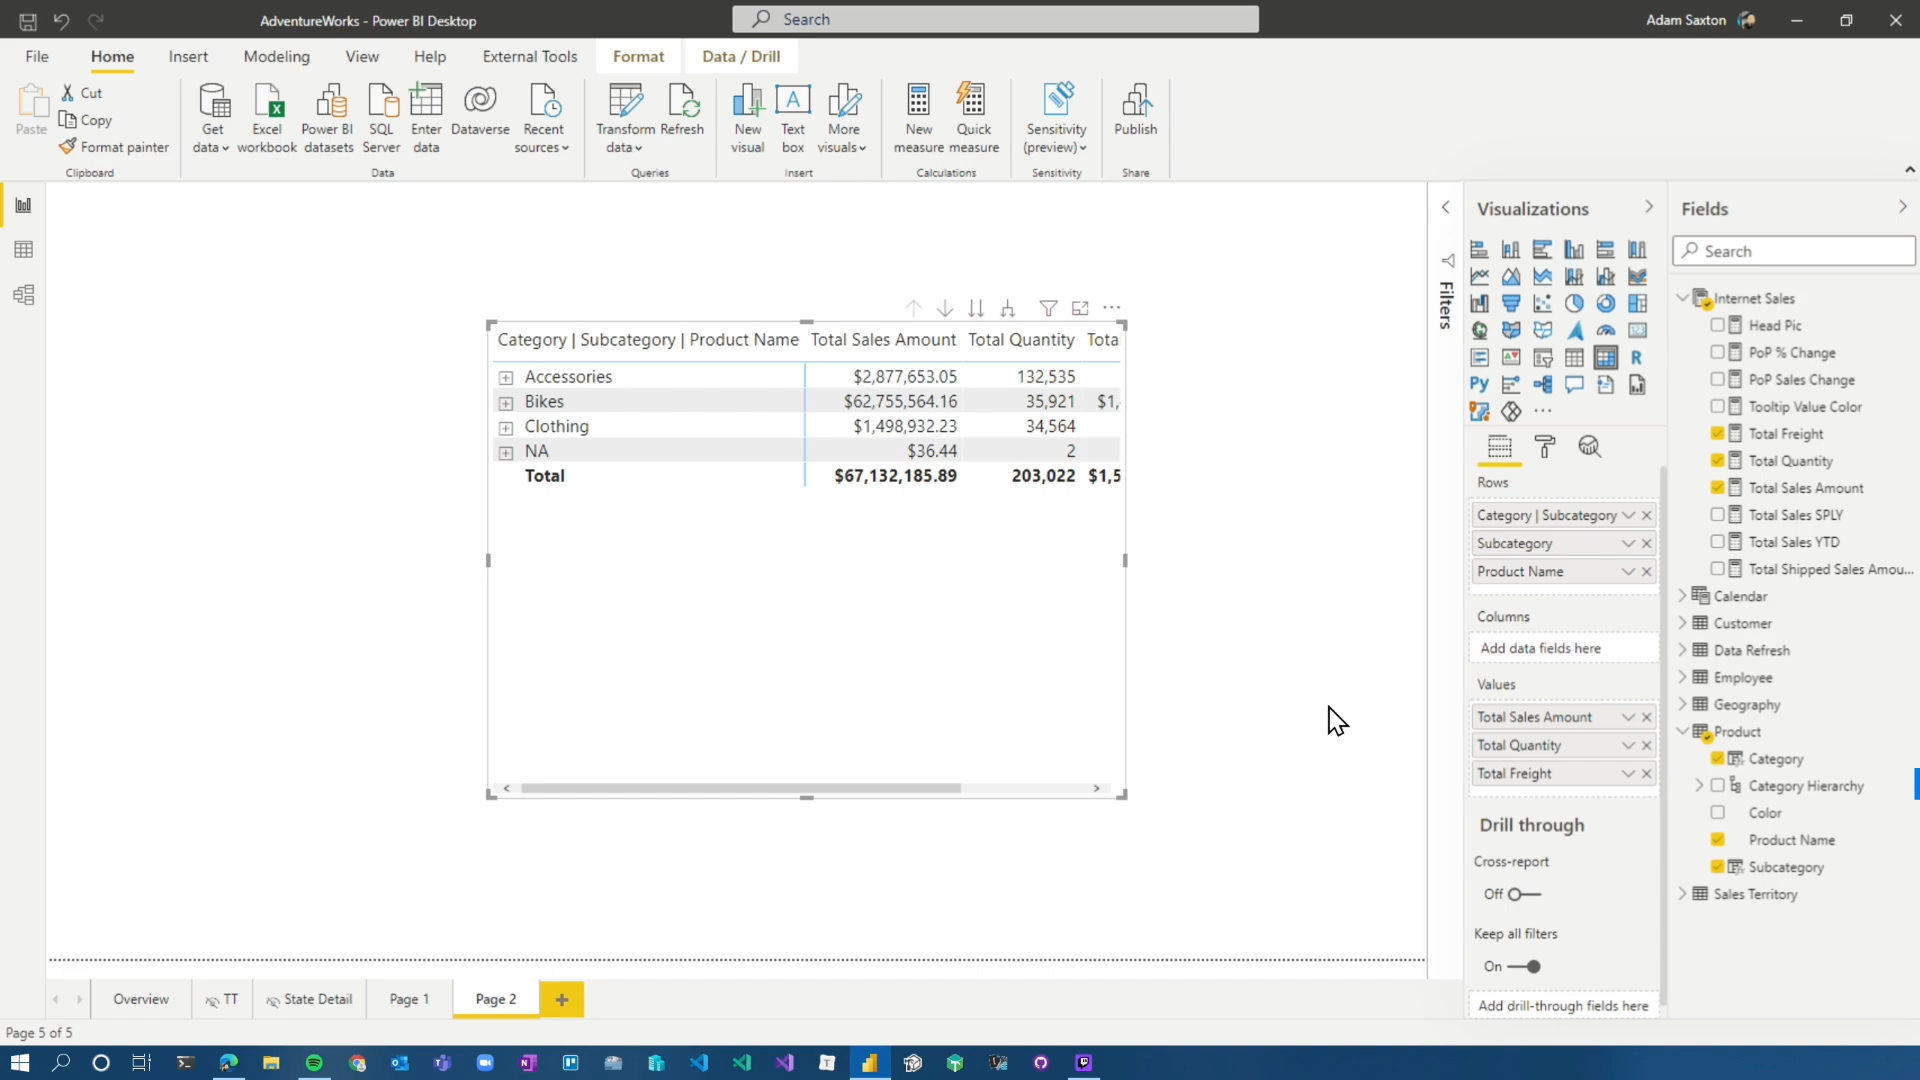 AdventureWorks - Power BI Desktop
Search
Adam Saxton
File
Home
Insert
Modeling
View
Help
External Tools
Format
Data / Drill
Paste
Cut
Copy
Format painter
Clipboard
Get
data
Excel
workbook
Power BI
datasets
SQL
Server
Enter
data
Dataverse
Recent
sources
Data
Transform
data
Refresh
Queries
New
visual
Text
box
More
visuals
Insert
New
measure
Quick
measure
Calculations
Sensitivity
(preview)
Sensitivity
Publish
Share
Category | Subcategory | Product Name Total Sales Amount Total Quantity Tota
Accessories $2,877,653.05 132,535
Bikes $62,755,564.16 35,921 $1,
Clothing $1,498,932.23 34,564
NA $36.44 2
Total $67,132,185.89 203,022 $1,5
Filters
Visualizations
R
Py
Rows
Category | Subcategory
Subcategory
Product Name
Columns
Add data fields here
Values
Total Sales Amount
Total Quantity
Total Freight
Drill through
Cross-report
Off
Keep all filters
On
Add drill-through fields here
Fields
Search
Internet Sales
Head Pic
PoP % Change
PoP Sales Change
Tooltip Value Color
Total Freight
Total Quantity
Total Sales Amount
Total Sales SPLY
Total Sales YTD
Total Shipped Sales Amou...
Calendar
Customer
Data Refresh
Employee
Geography
Product
Category
Category Hierarchy
Color
Product Name
Subcategory
Sales Territory
Overview
TT
State Detail
Page 1
Page 2
Page 5 of 5